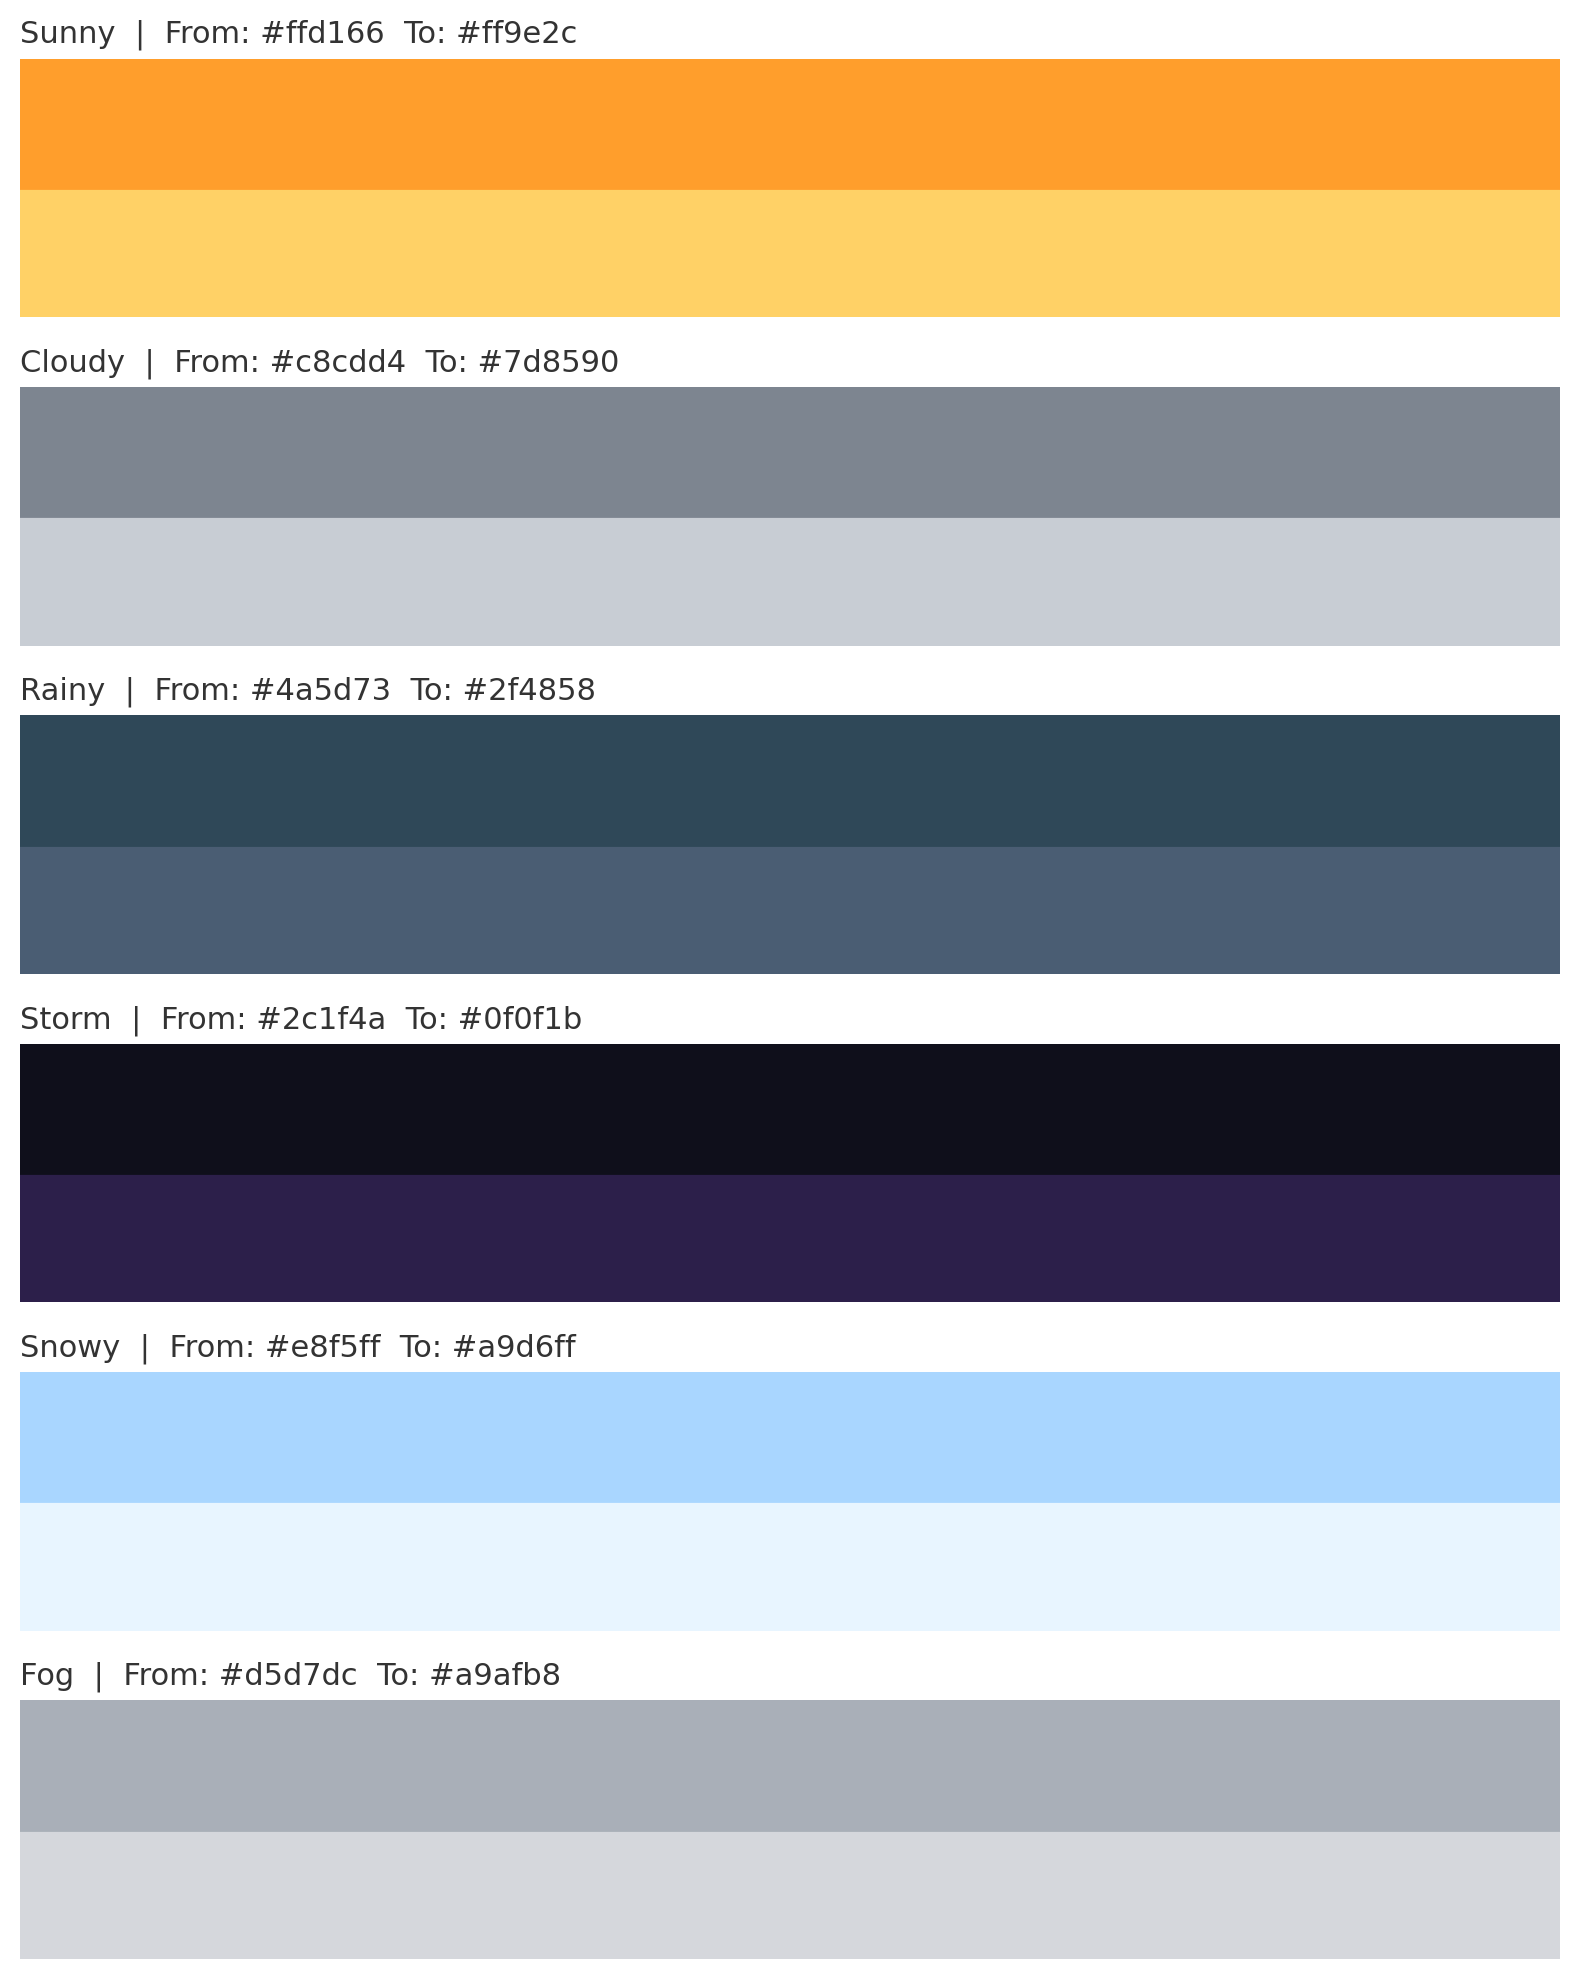 Sunny  |  From: #ffd166  To: #ff9e2c
Cloudy  |  From: #c8cdd4  To: #7d8590
Rainy  |  From: #4a5d73  To: #2f4858
Storm  |  From: #2c1f4a  To: #0f0f1b
Snowy  |  From: #e8f5ff  To: #a9d6ff
Fog  |  From: #d5d7dc  To: #a9afb8